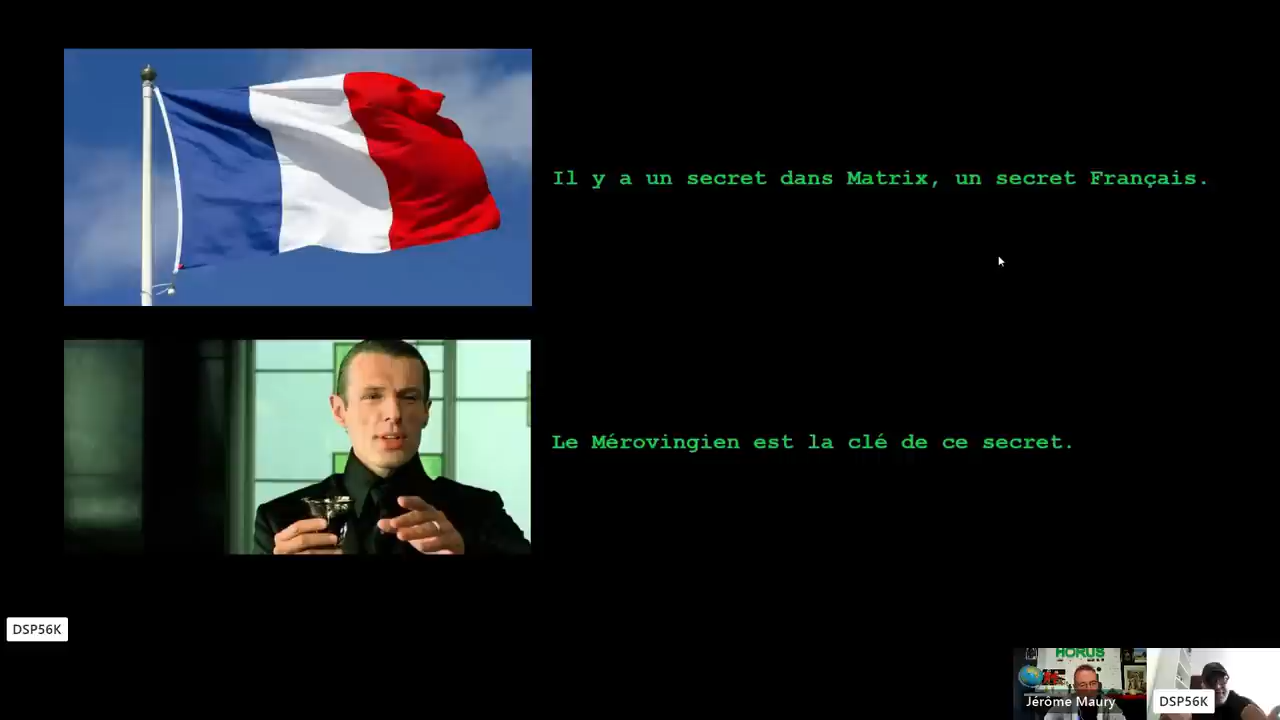 Il y a un secret dans Matrix, un secret Français.
Le Mérovingien est la clé de ce secret.
DSP56K
HORUS
Jérôme Maury
DSP56K